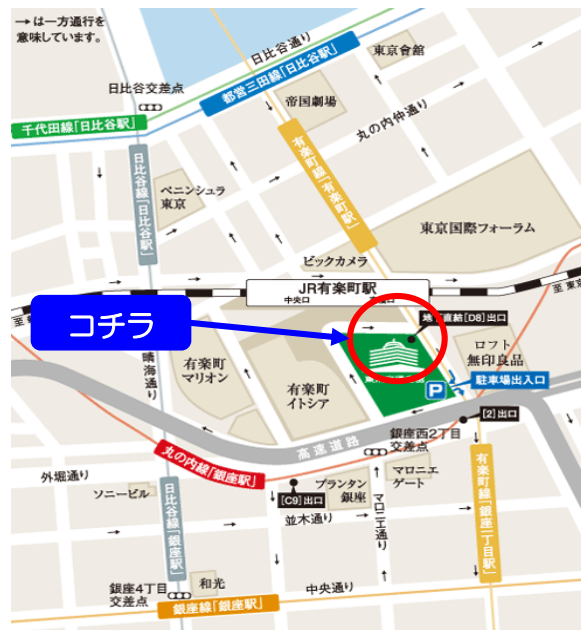 →は一方通行を
意味しています。
日比谷通り
東京會館
都営三田線「日比谷駅」
日比谷交差点
帝国劇場
千代田線「日比谷駅」
丸の内仲通り
有楽町線「有楽町駅」
日比谷線「日比谷駅」
ペニンシュラ
東京
東京国際フォーラム
ビックカメラ
JR有楽町駅
中央口
至 新
至 東京
コチラ
地下直結[D8]出口
ロフト
無印良品
晴海通り
有楽町
マリオン
有楽町
イトシア
P
駐車場出入口
[2]出口
高速道路
銀座西2丁目
交差点
丸の内線「銀座駅」
マロニエ
ゲート
外堀通り
ソニービル
[C9]出口
プランタン
銀座
並木通り
マロニエ通り
有楽町線「銀座一丁目駅」
日比谷線「銀座駅」
銀座4丁目
交差点
和光
中央通り
銀座線「銀座駅」